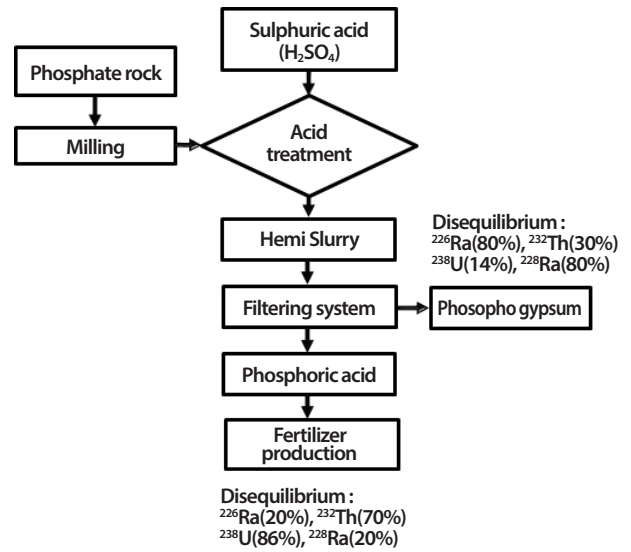 Sulphuric acid
(H₂SO₄)
Phosphate rock
Milling
Acid
treatment
Hemi Slurry
Disequilibrium :
²²⁶Ra(80%), ²³²Th(30%)
²³⁸U(14%), ²²⁸Ra(80%)
Filtering system
Phosopho gypsum
Phosphoric acid
Fertilizer
production
Disequilibrium :
²²⁶Ra(20%), ²³²Th(70%)
²³⁸U(86%), ²²⁸Ra(20%)